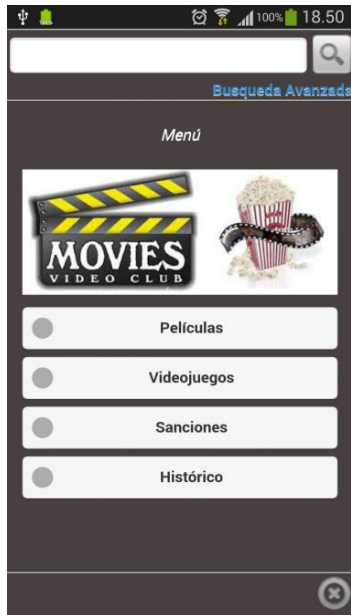 100% 18.50
Busqueda Avanzada
Menú
MOVIES
VIDEO CLUB
Películas
Videojuegos
Sanciones
Histórico